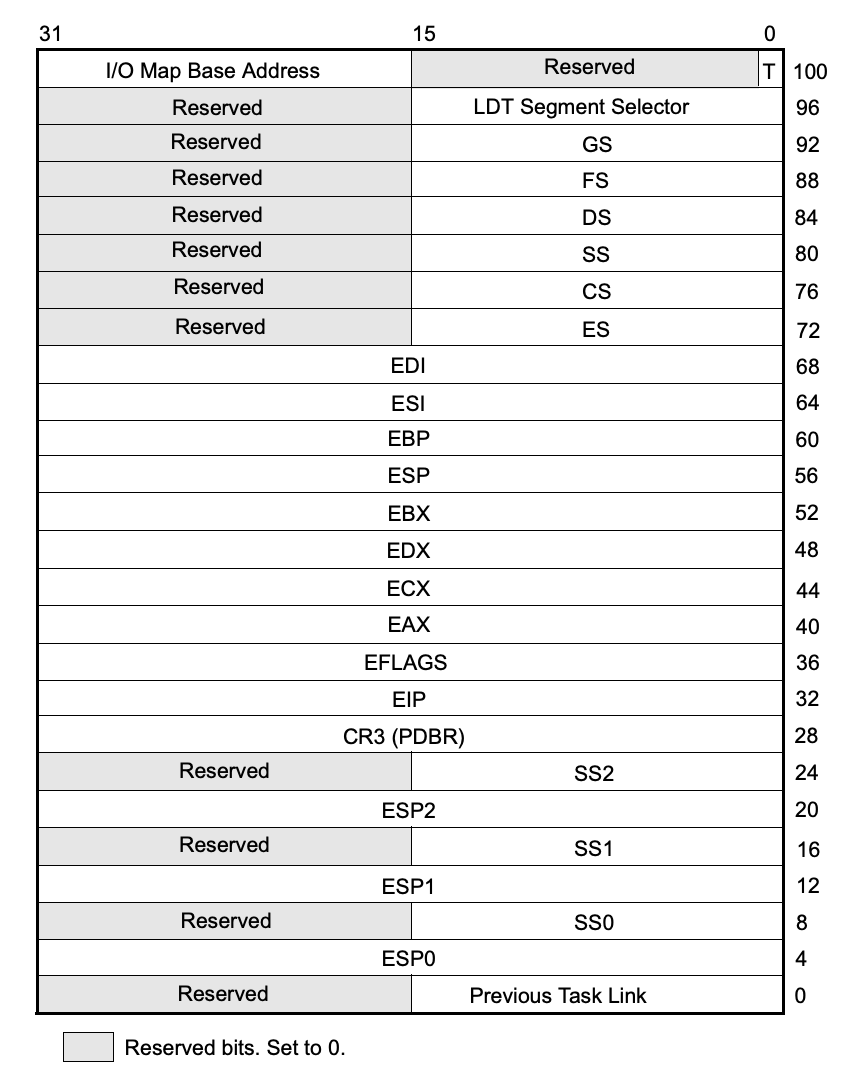 31 15 0
I/O Map Base Address Reserved T 100
Reserved LDT Segment Selector 96
Reserved GS 92
Reserved FS 88
Reserved DS 84
Reserved SS 80
Reserved CS 76
Reserved ES 72
EDI 68
ESI 64
EBP 60
ESP 56
EBX 52
EDX 48
ECX 44
EAX 40
EFLAGS 36
EIP 32
CR3 (PDBR) 28
Reserved SS2 24
ESP2 20
Reserved SS1 16
ESP1 12
Reserved SS0 8
ESP0 4
Reserved Previous Task Link 0
Reserved bits. Set to 0.